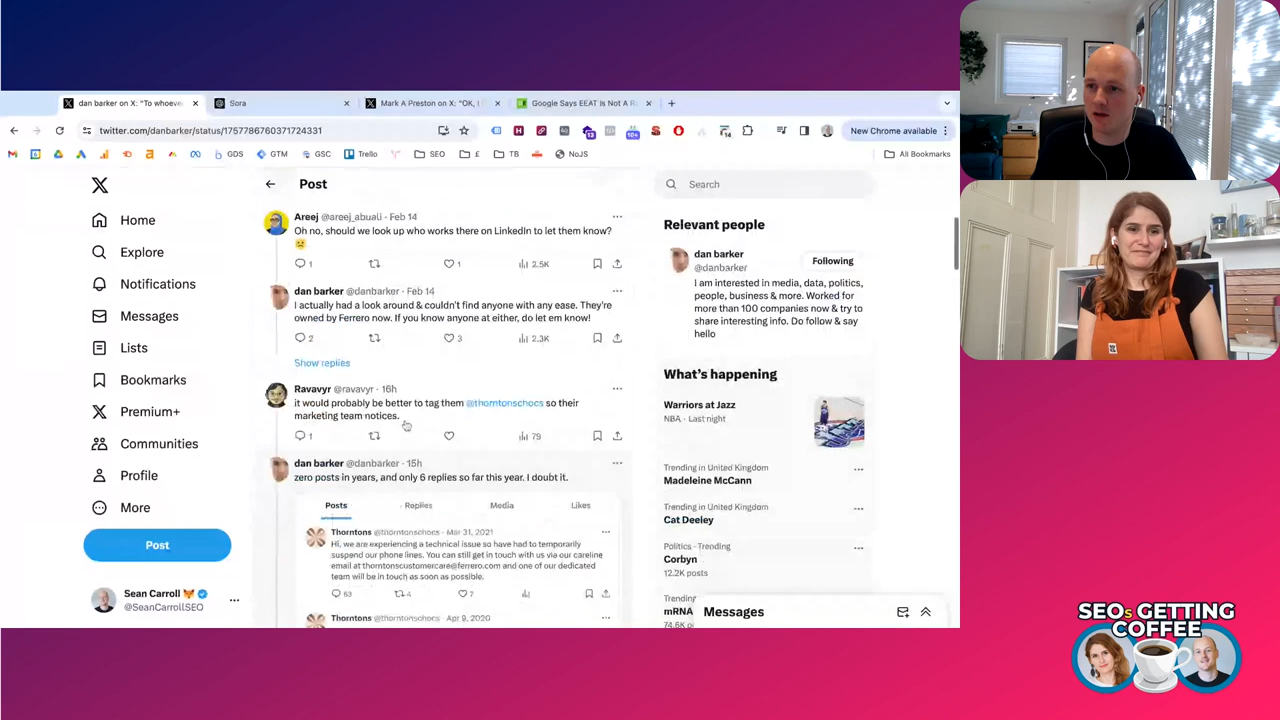 dan barker on X: "To whoeve
Sora
Mark A Preston on X: "OK, I
Google Says EEAT Is Not A Ra
twitter.com/danbarker/status/1757786760371724331
New Chrome available
GDS
GTM
GSC
Trello
SEO
£
TB
NoJS
All Bookmarks
Home
Explore
Notifications
Messages
Lists
Bookmarks
Premium+
Communities
Profile
More
Post
Sean Carroll
@SeanCarrollSEO
Post
Areej @areej_abuali · Feb 14
Oh no, should we look up who works there on LinkedIn to let them know?
1 1 2.5K
dan barker @danbarker · Feb 14
I actually had a look around & couldn't find anyone with any ease. They're
owned by Ferrero now. If you know anyone at either, do let em know!
2 3 2.3K
Show replies
Ravavyr @ravavyr · 16h
it would probably be better to tag them @thorntonschocs so their
marketing team notices.
1 79
dan barker @danbarker · 15h
zero posts in years, and only 6 replies so far this year. I doubt it.
Posts Replies Media Likes
Thorntons @thorntonschocs · Mar 31, 2021
Hi, we are experiencing a technical issue so have had to temporarily
suspend our phone lines. You can still get in touch with us via our careline
email at thorntonscustomercare@ferrero.com and one of our dedicated
team will be in touch as soon as possible.
53 4 7
Thorntons @thorntonschocs · Apr 9, 2020
Search
Relevant people
dan barker
@danbarker
Following
I am interested in media, data, politics,
people, business & more. Worked for
more than 100 companies now & try to
share interesting info. Do follow & say
hello
What's happening
Warriors at Jazz
NBA · Last night
Trending in United Kingdom
Madeleine McCann
Trending in United Kingdom
Cat Deeley
Politics · Trending
Corbyn
12.2K posts
Trending
mRNA
74.6K po
Messages
SEOs GETTING
COFFEE